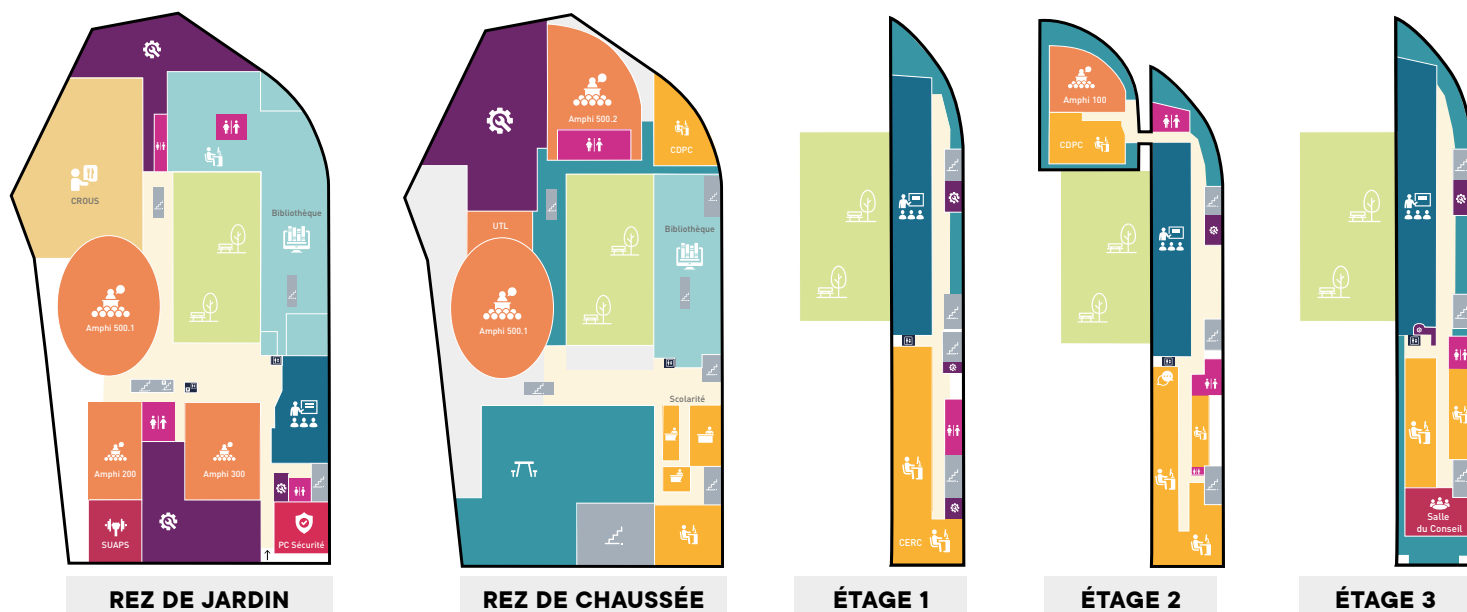 CROUS
Bibliothèque
Amphi 500.1
Amphi 200
Amphi 300
SUAPS
PC Sécurité
REZ DE JARDIN
Amphi 500.2
CDPC
UTL
Bibliothèque
Amphi 500.1
Scolarité
REZ DE CHAUSSÉE
CERC
ÉTAGE 1
Amphi 100
CDPC
ÉTAGE 2
Salle
du Conseil
ÉTAGE 3